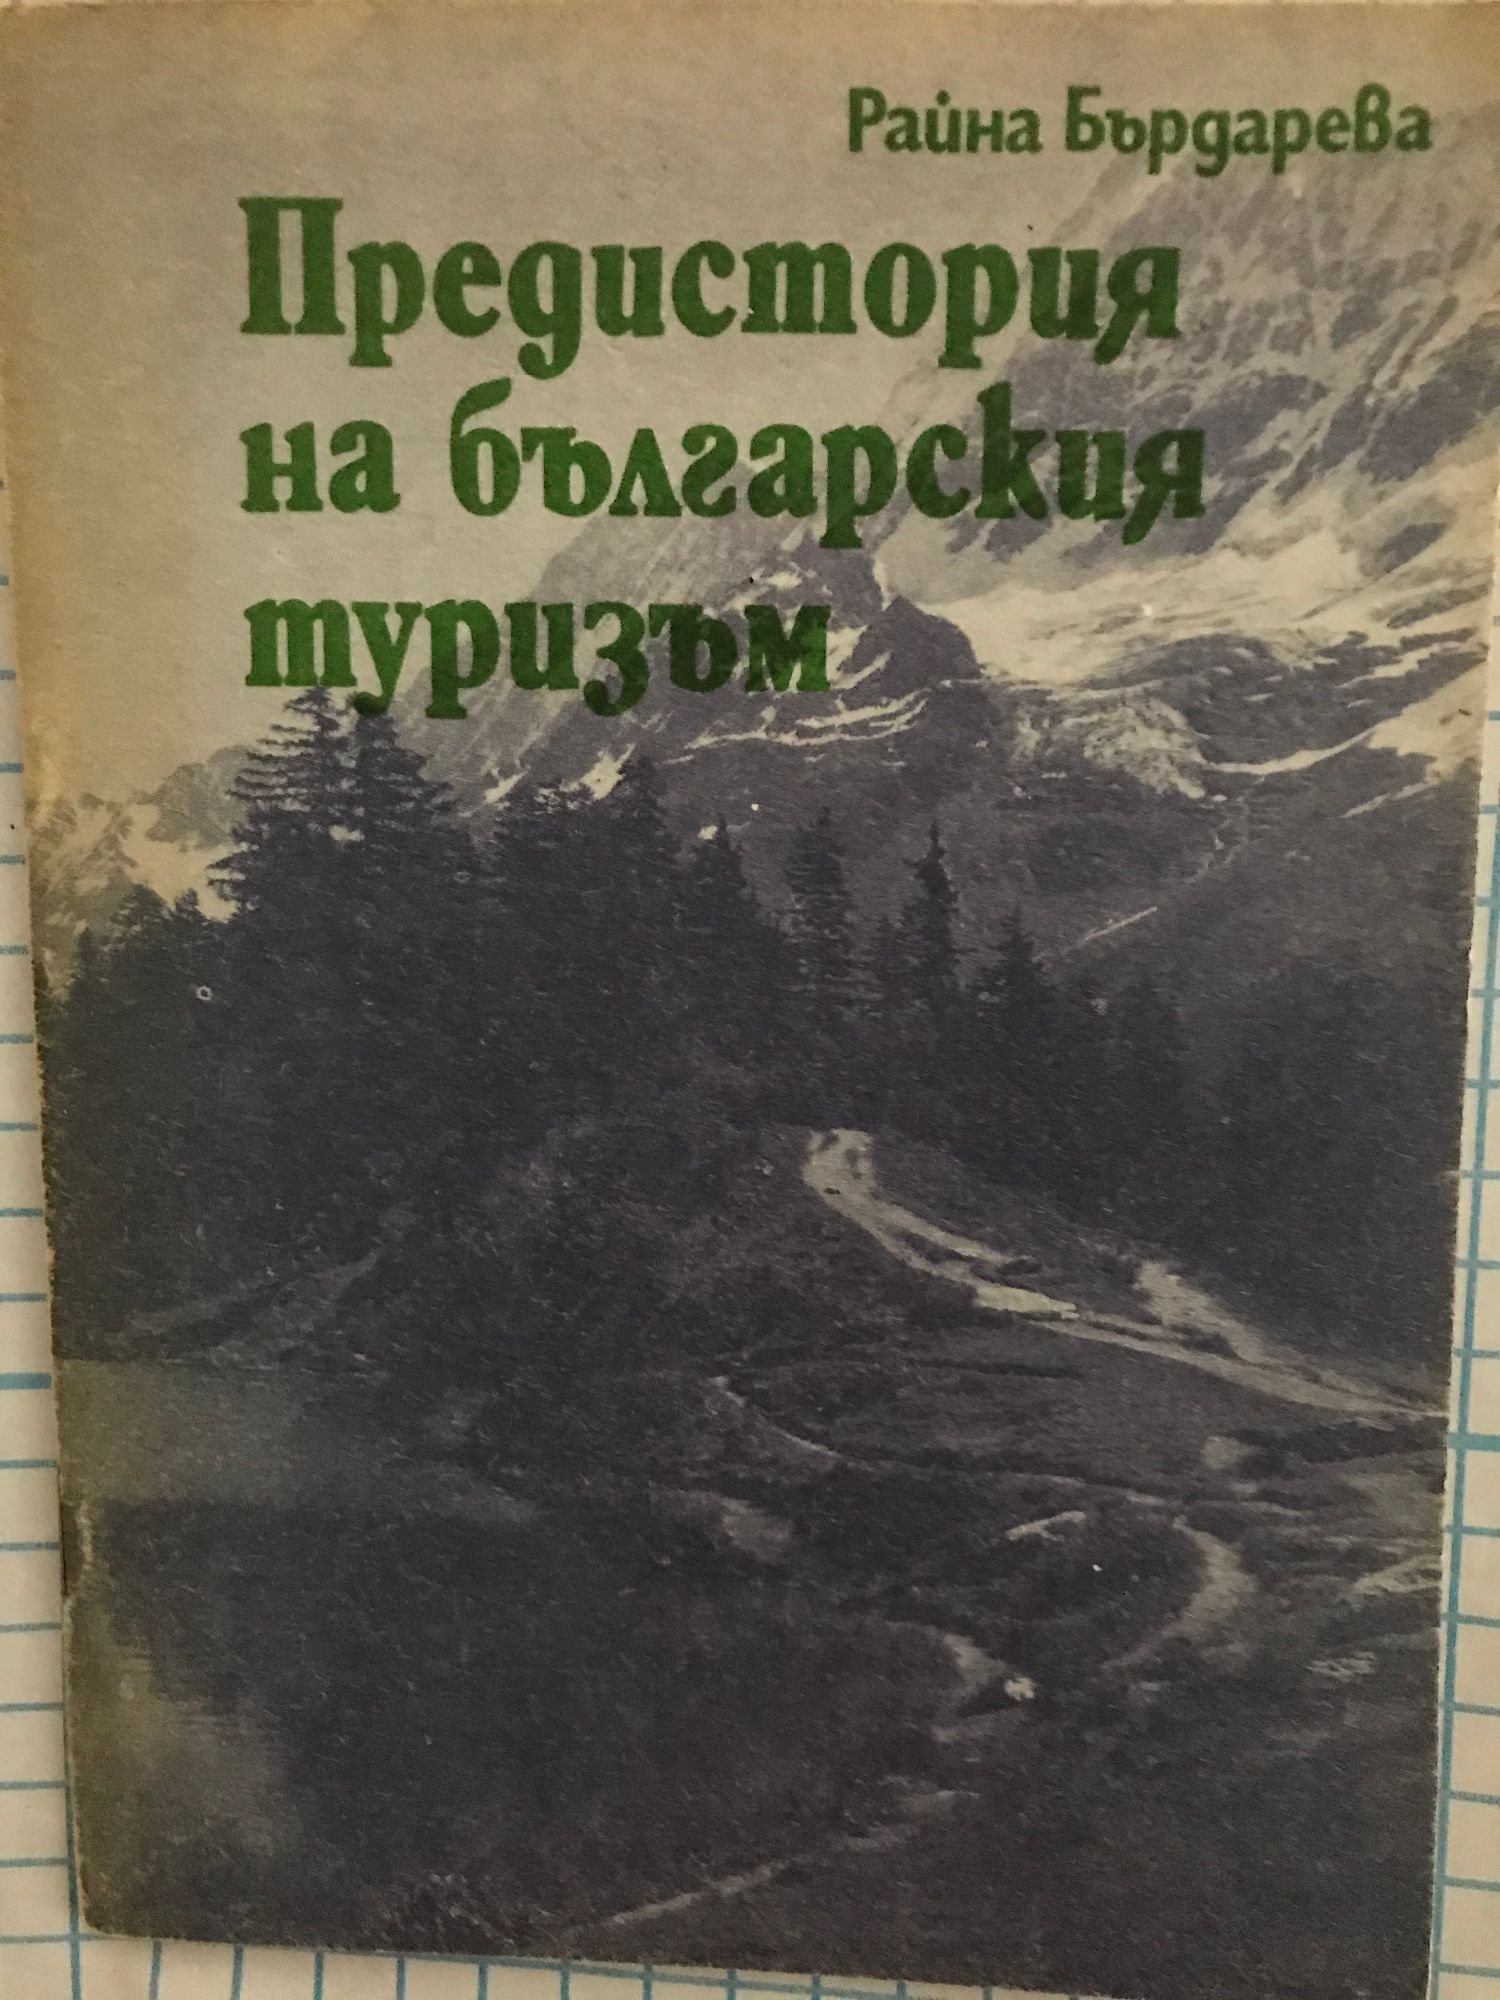 Райна Бърдарева
Предистория
на българския
туризъм